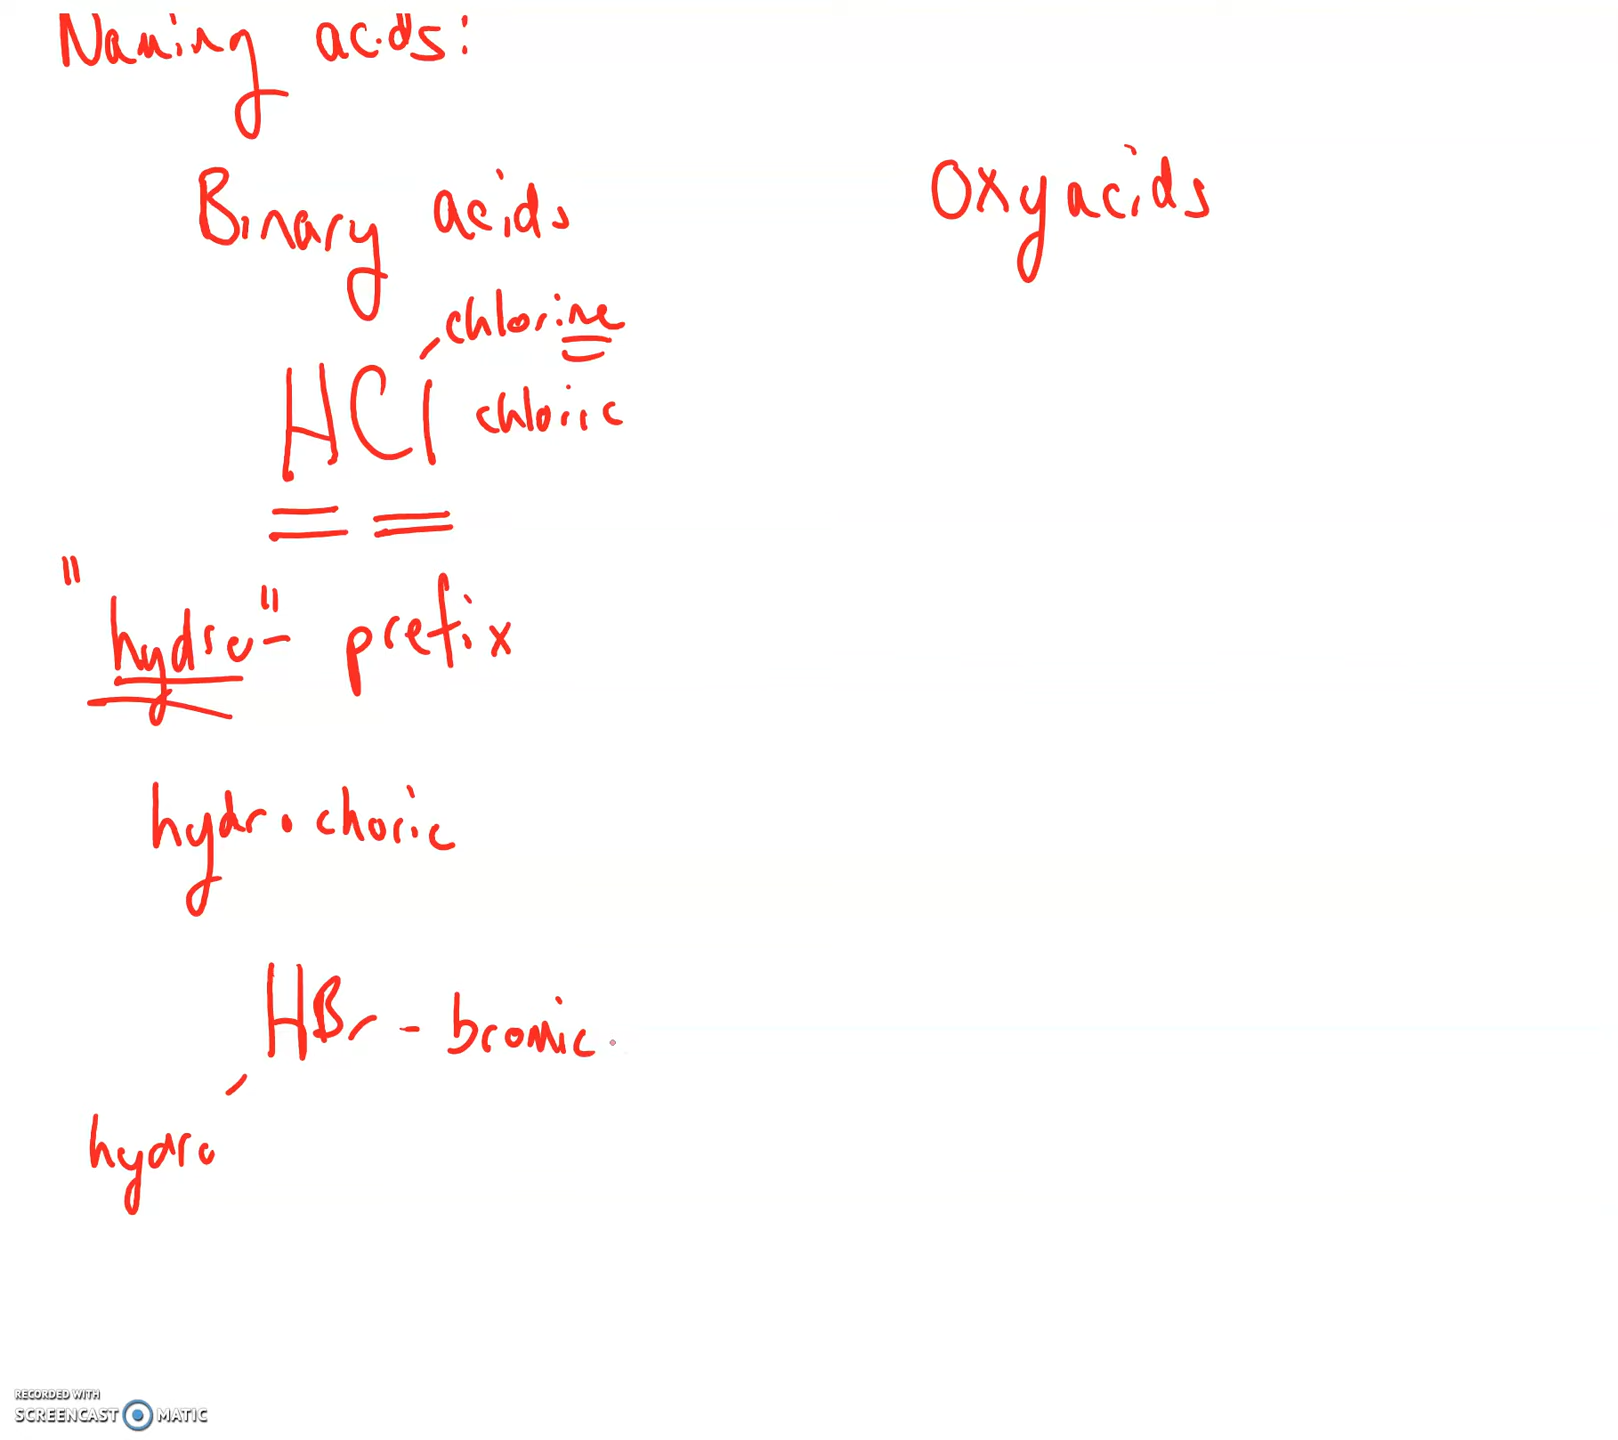 Naming acids:
Binary acids
Oxyacids
chlorine
HCl chloric
"hydro"- prefix
hydrochoric
HBr - bromic
hydro
RECORDED WITH
SCREENCAST MATIC